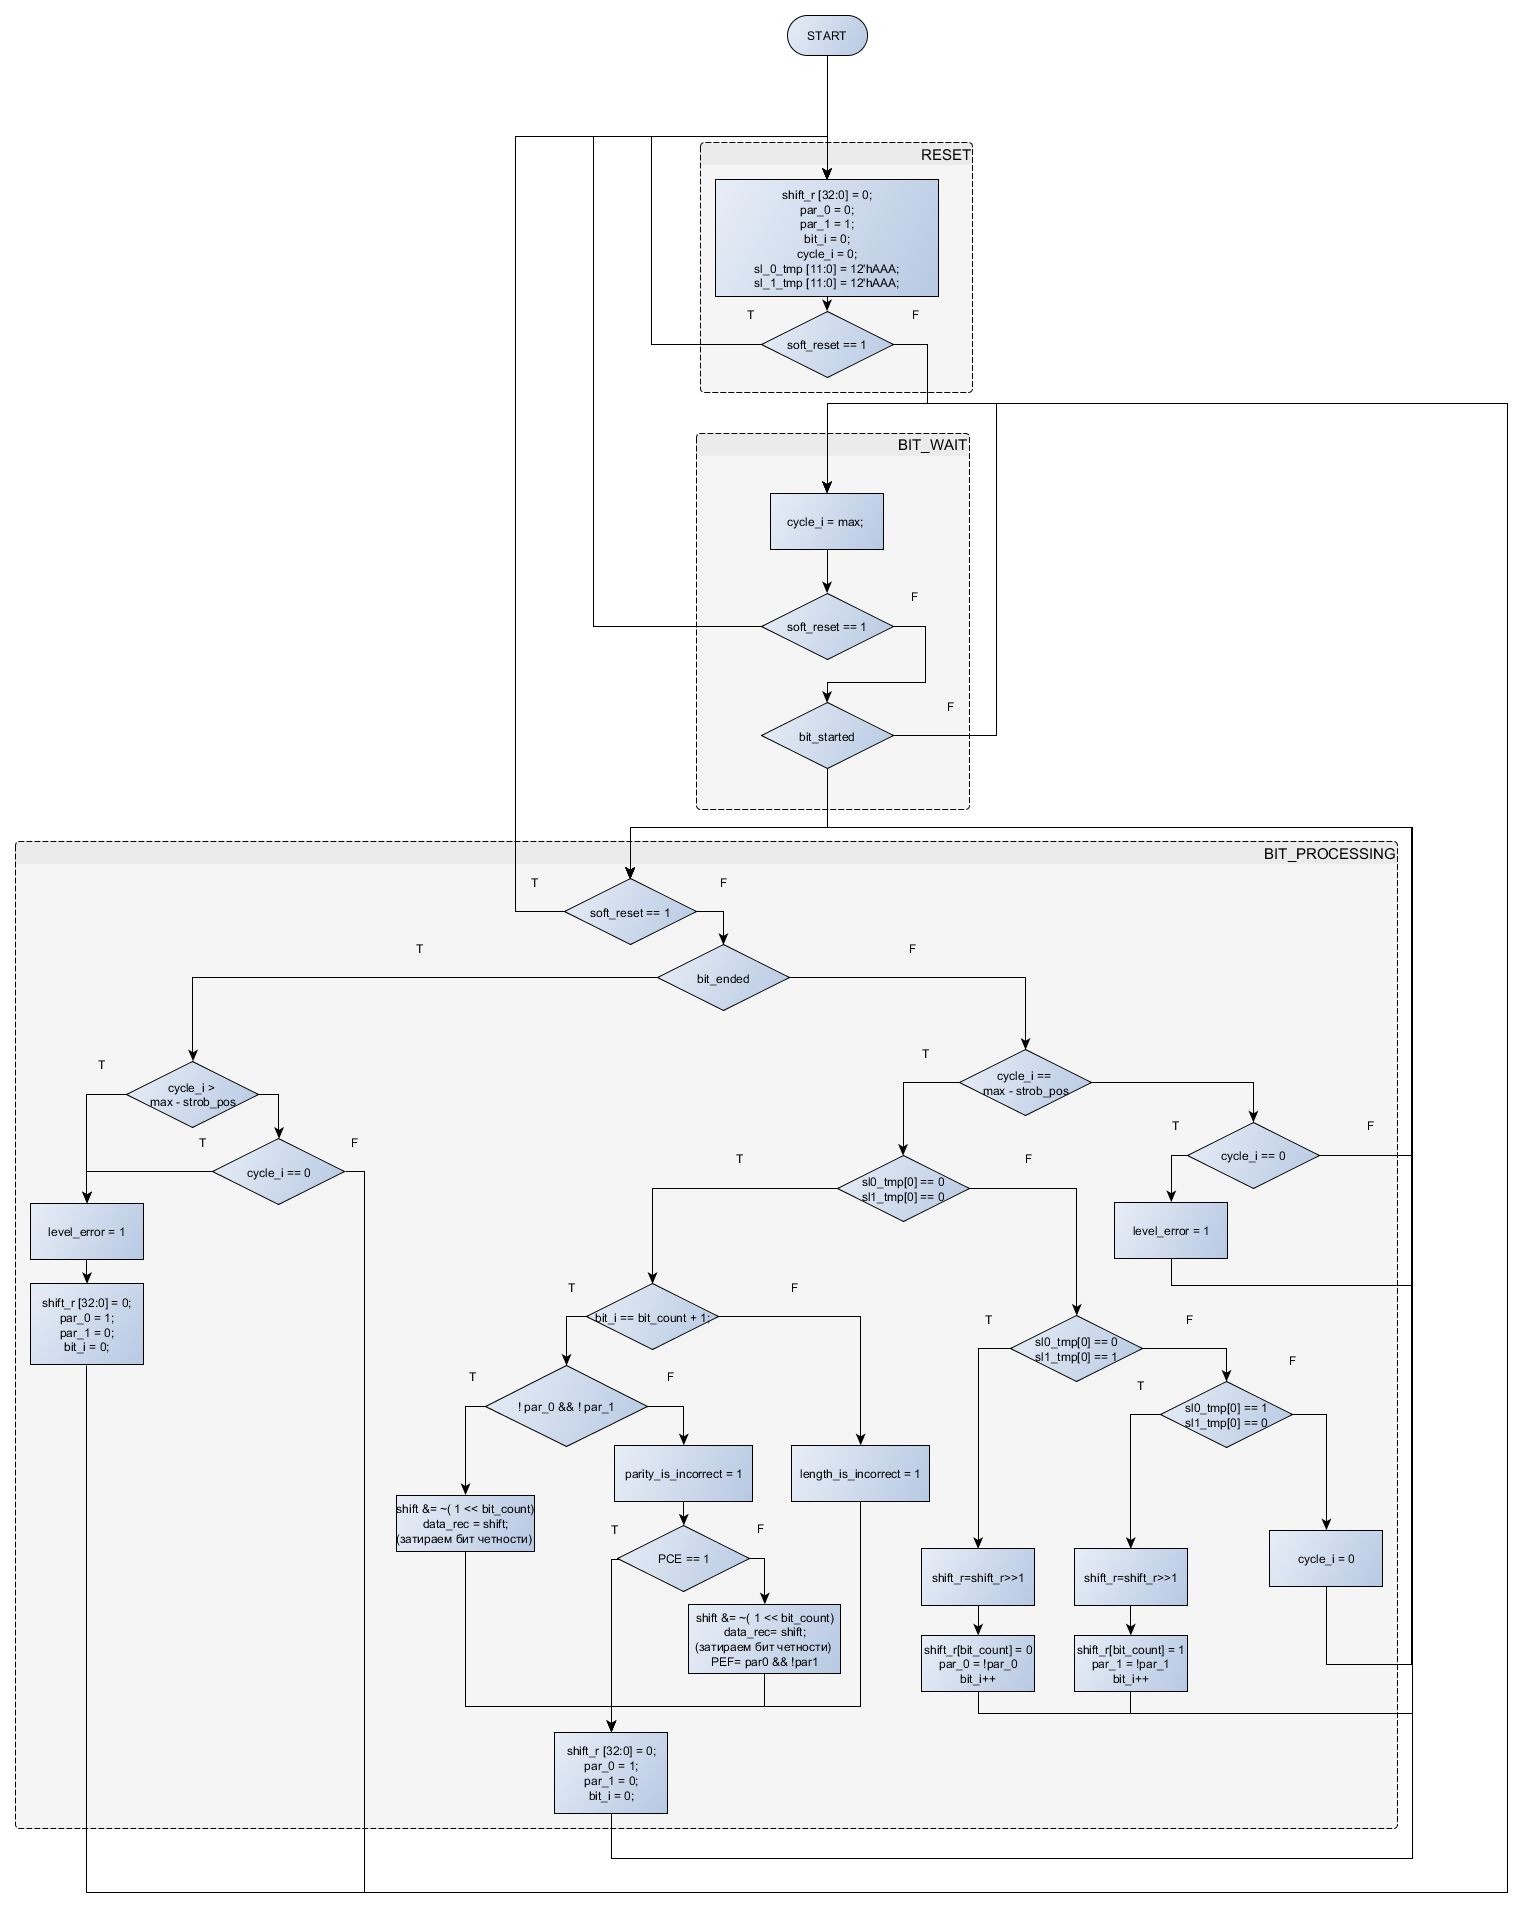 START
RESET
shift_r [32:0] = 0;
par_0 = 0;
par_1 = 1;
bit_i = 0;
cycle_i = 0;
sl_0_tmp [11:0] = 12'hAAA;
sl_1_tmp [11:0] = 12'hAAA;
T
F
soft_reset == 1
BIT_WAIT
cycle_i = max;
F
soft_reset == 1
F
bit_started
BIT_PROCESSING
T
F
soft_reset == 1
T
F
bit_ended
T
cycle_i >
max - strob_pos
T
F
cycle_i == 0
level_error = 1
shift_r [32:0] = 0;
par_0 = 1;
par_1 = 0;
bit_i = 0;
T
cycle_i ==
max - strob_pos
T
F
cycle_i == 0
level_error = 1
T
F
sl0_tmp[0] == 0
sl1_tmp[0] == 0
T
F
bit_i == bit_count + 1;
T
F
! par_0 && ! par_1
shift &= ~( 1 << bit_count)
data_rec = shift;
(затираем бит четности)
parity_is_incorrect = 1
length_is_incorrect = 1
T
F
PCE == 1
shift &= ~( 1 << bit_count)
data_rec= shift;
(затираем бит четности)
PEF= par0 && !par1
shift_r [32:0] = 0;
par_0 = 1;
par_1 = 0;
bit_i = 0;
T
F
sl0_tmp[0] == 0
sl1_tmp[0] == 1
T
F
sl0_tmp[0] == 1
sl1_tmp[0] == 0
shift_r=shift_r>>1
shift_r[bit_count] = 0
par_0 = !par_0
bit_i++
shift_r=shift_r>>1
shift_r[bit_count] = 1
par_1 = !par_1
bit_i++
cycle_i = 0